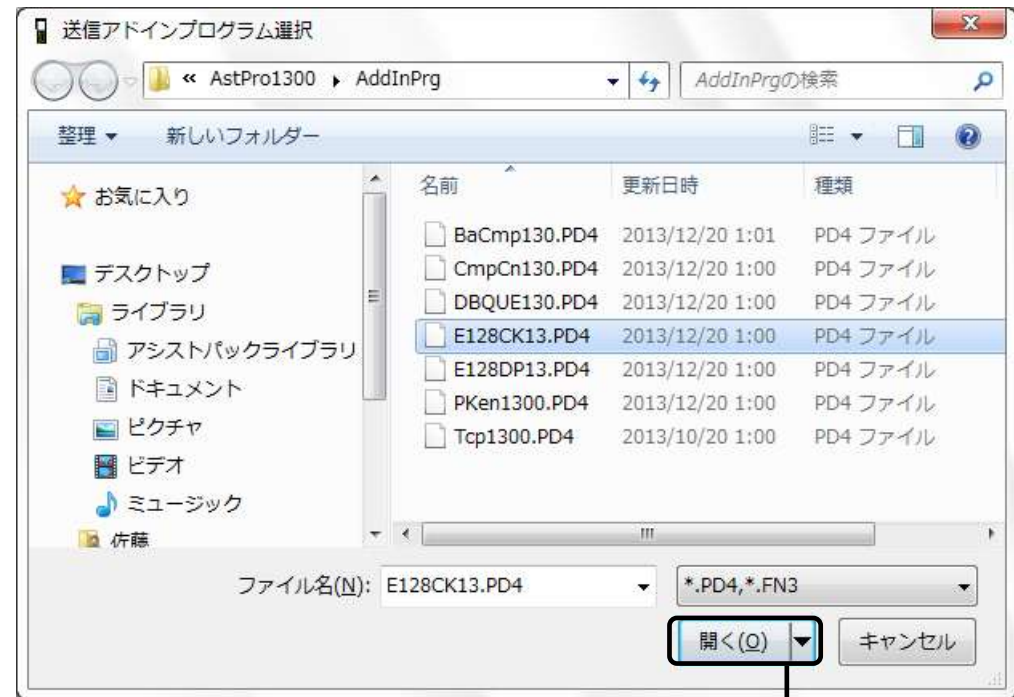 送信アドインプログラム選択
« AstPro1300 ▸ AddInPrg
AddInPrgの検索
整理 ▼ 新しいフォルダー
お気に入り
デスクトップ
ライブラリ
アシストパックライブラリ
ドキュメント
ピクチャ
ビデオ
ミュージック
佐藤
名前 更新日時 種類
BaCmp130.PD4 2013/12/20 1:01 PD4 ファイル
CmpCn130.PD4 2013/12/20 1:00 PD4 ファイル
DBQUE130.PD4 2013/12/20 1:00 PD4 ファイル
E128CK13.PD4 2013/12/20 1:00 PD4 ファイル
E128DP13.PD4 2013/12/20 1:00 PD4 ファイル
PKen1300.PD4 2013/12/20 1:00 PD4 ファイル
Tcp1300.PD4 2013/10/20 1:00 PD4 ファイル
ファイル名(N): E128CK13.PD4 *.PD4,*.FN3
開く(O) キャンセル